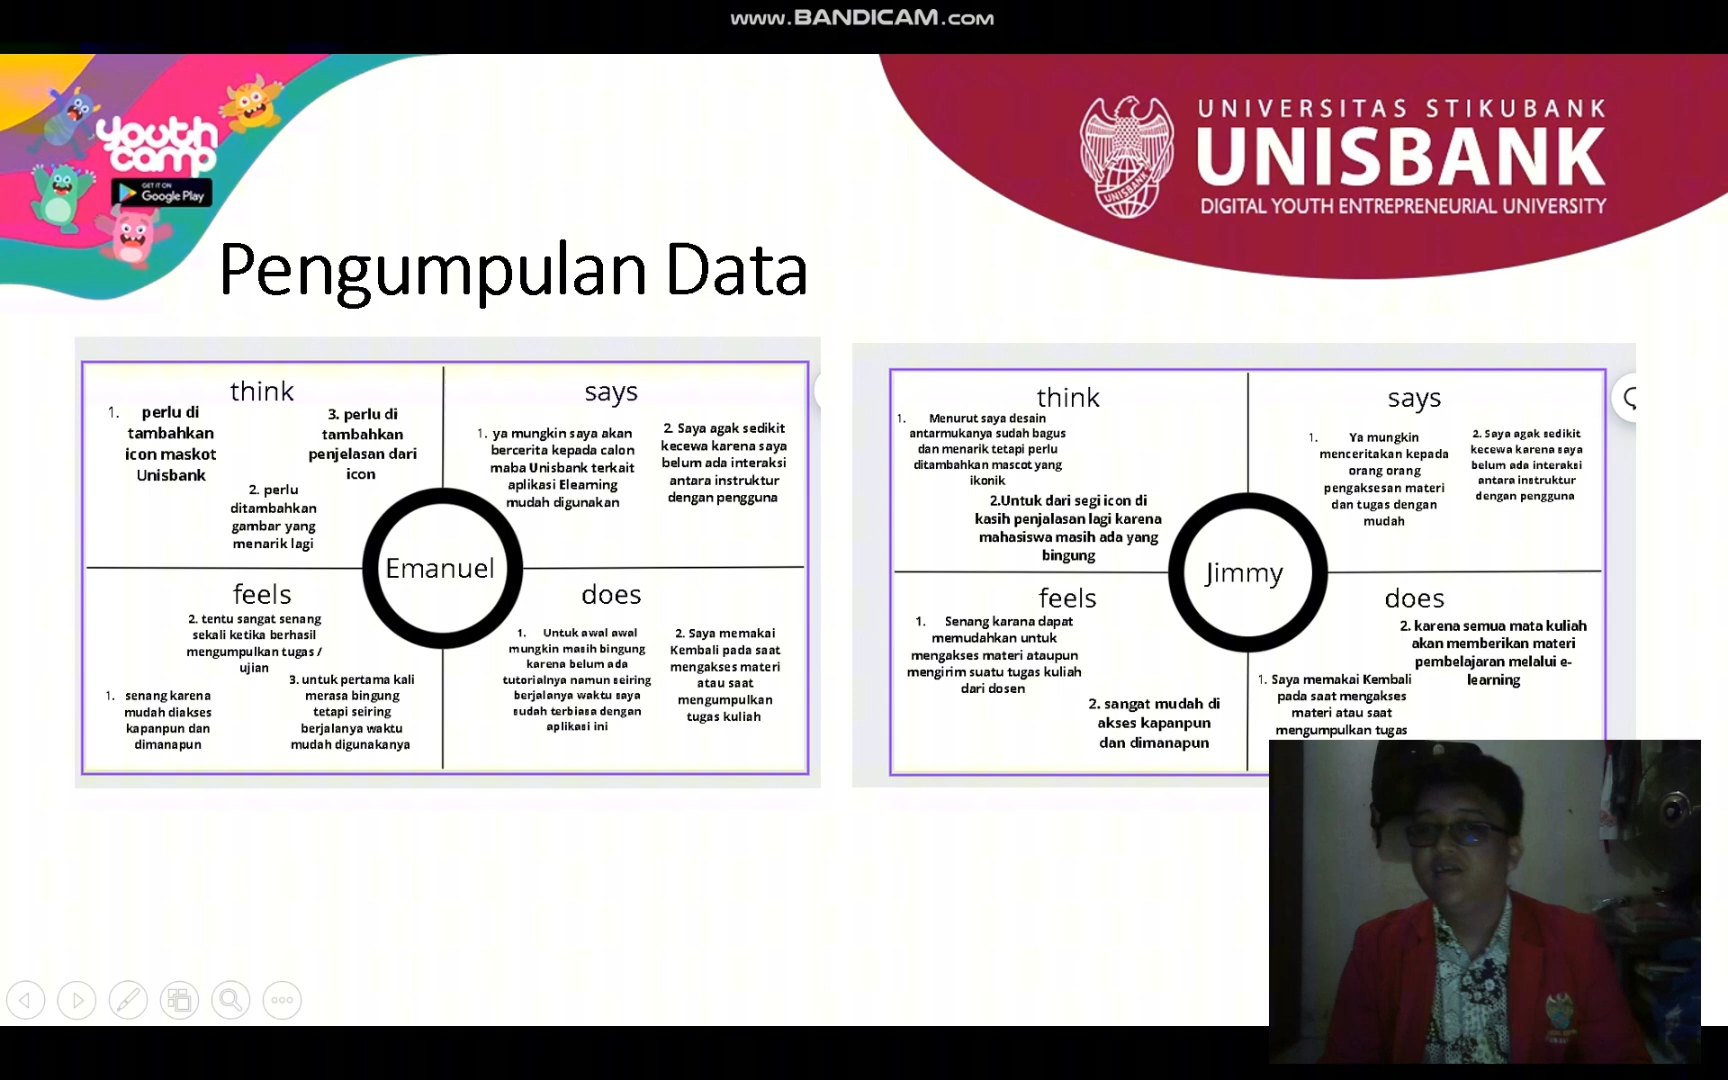 www.BANDICAM.com
youth
camp
GET IT ON
Google Play
UNIVERSITAS STIKUBANK
UNISBANK
DIGITAL YOUTH ENTREPRENEURIAL UNIVERSITY
UNISBANK
Pengumpulan Data
think
1. perlu di
tambahkan
icon maskot
Unisbank
3. perlu di
tambahkan
penjelasan dari
icon
2. perlu
ditambahkan
gambar yang
menarik lagi
says
1. ya mungkin saya akan
bercerita kepada calon
maba Unisbank terkait
aplikasi Elearning
mudah digunakan
2. Saya agak sedikit
kecewa karena saya
belum ada interaksi
antara instruktur
dengan pengguna
Emanuel
feels
2. tentu sangat senang
sekali ketika berhasil
mengumpulkan tugas /
ujian
1. senang karena
mudah diakses
kapanpun dan
dimanapun
3. untuk pertama kali
merasa bingung
tetapi seiring
berjalanya waktu
mudah digunakanya
does
1. Untuk awal awal
mungkin masih bingung
karena belum ada
tutorialnya namun seiring
berjalanya waktu saya
sudah terbiasa dengan
aplikasi ini
2. Saya memakai
Kembali pada saat
mengakses materi
atau saat
mengumpulkan
tugas kuliah
think
1. Menurut saya desain
antarmukanya sudah bagus
dan menarik tetapi perlu
ditambahkan mascot yang
ikonik
2.Untuk dari segi icon di
kasih penjalasan lagi karena
mahasiswa masih ada yang
bingung
says
1. Ya mungkin
menceritakan kepada
orang orang
pengaksesan materi
dan tugas dengan
mudah
2. Saya agak sedikit
kecewa karena saya
belum ada interaksi
antara instruktur
dengan pengguna
Jimmy
feels
1. Senang karana dapat
memudahkan untuk
mengakses materi ataupun
mengirim suatu tugas kuliah
dari dosen
2. sangat mudah di
akses kapanpun
dan dimanapun
does
2. karena semua mata kuliah
akan memberikan materi
pembelajaran melalui e-
learning
1. Saya memakai Kembali
pada saat mengakses
materi atau saat
mengumpulkan tugas